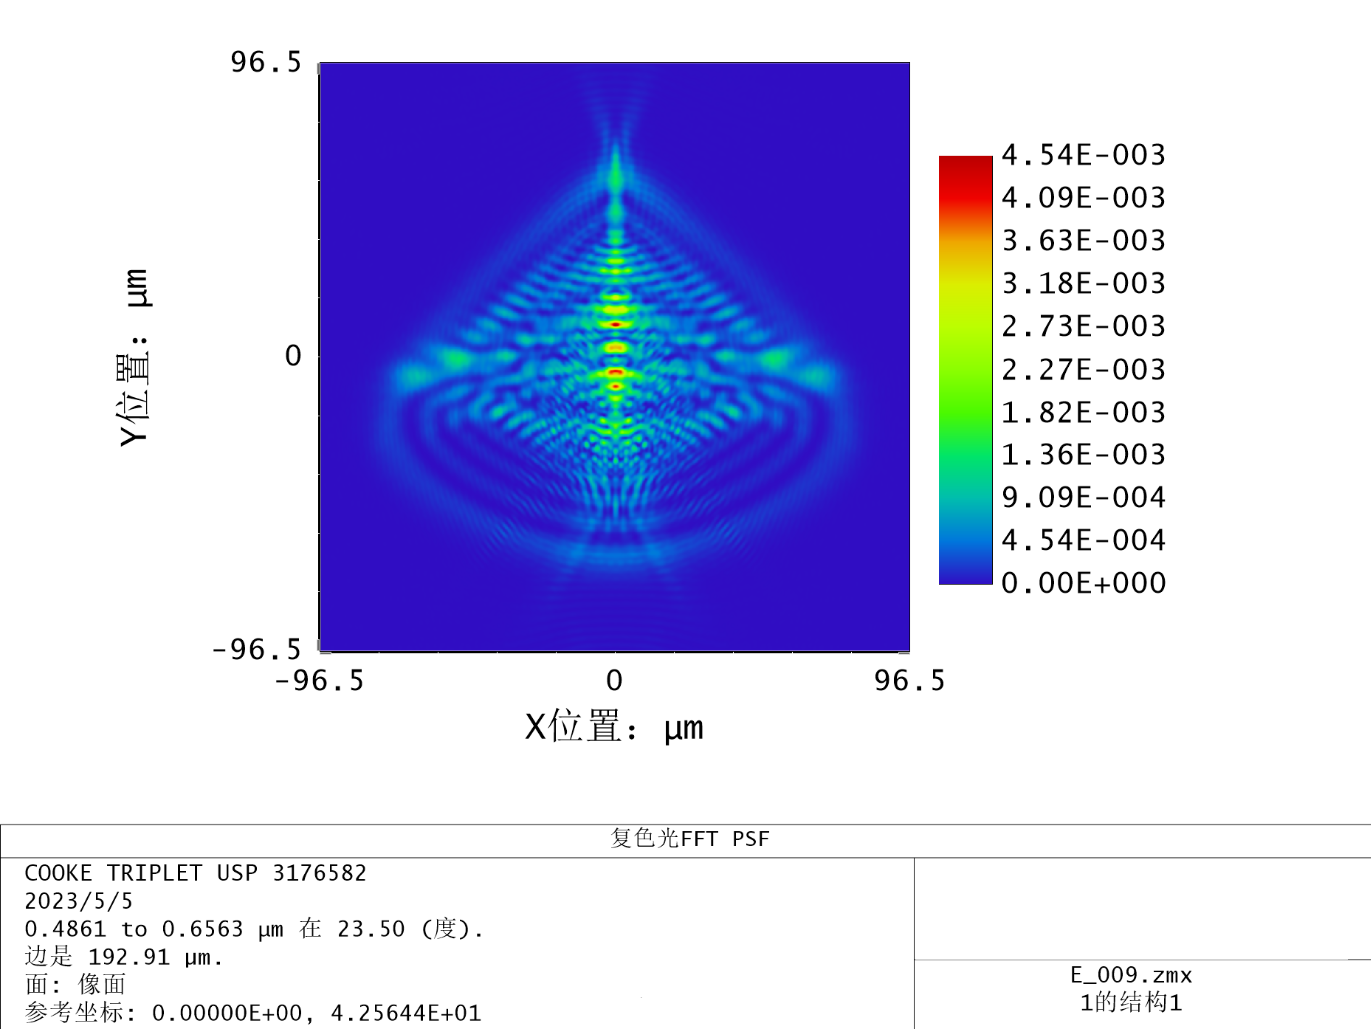 96.5
0
-96.5
Y位置: µm
-96.5
0
96.5
X位置: µm
4.54E-003
4.09E-003
3.63E-003
3.18E-003
2.73E-003
2.27E-003
1.82E-003
1.36E-003
9.09E-004
4.54E-004
0.00E+000
复色光FFT PSF
COOKE TRIPLET USP 3176582
2023/5/5
0.4861 to 0.6563 µm 在 23.50 (度).
边是 192.91 µm.
面: 像面
参考坐标: 0.00000E+00, 4.25644E+01
E_009.zmx
1的结构1